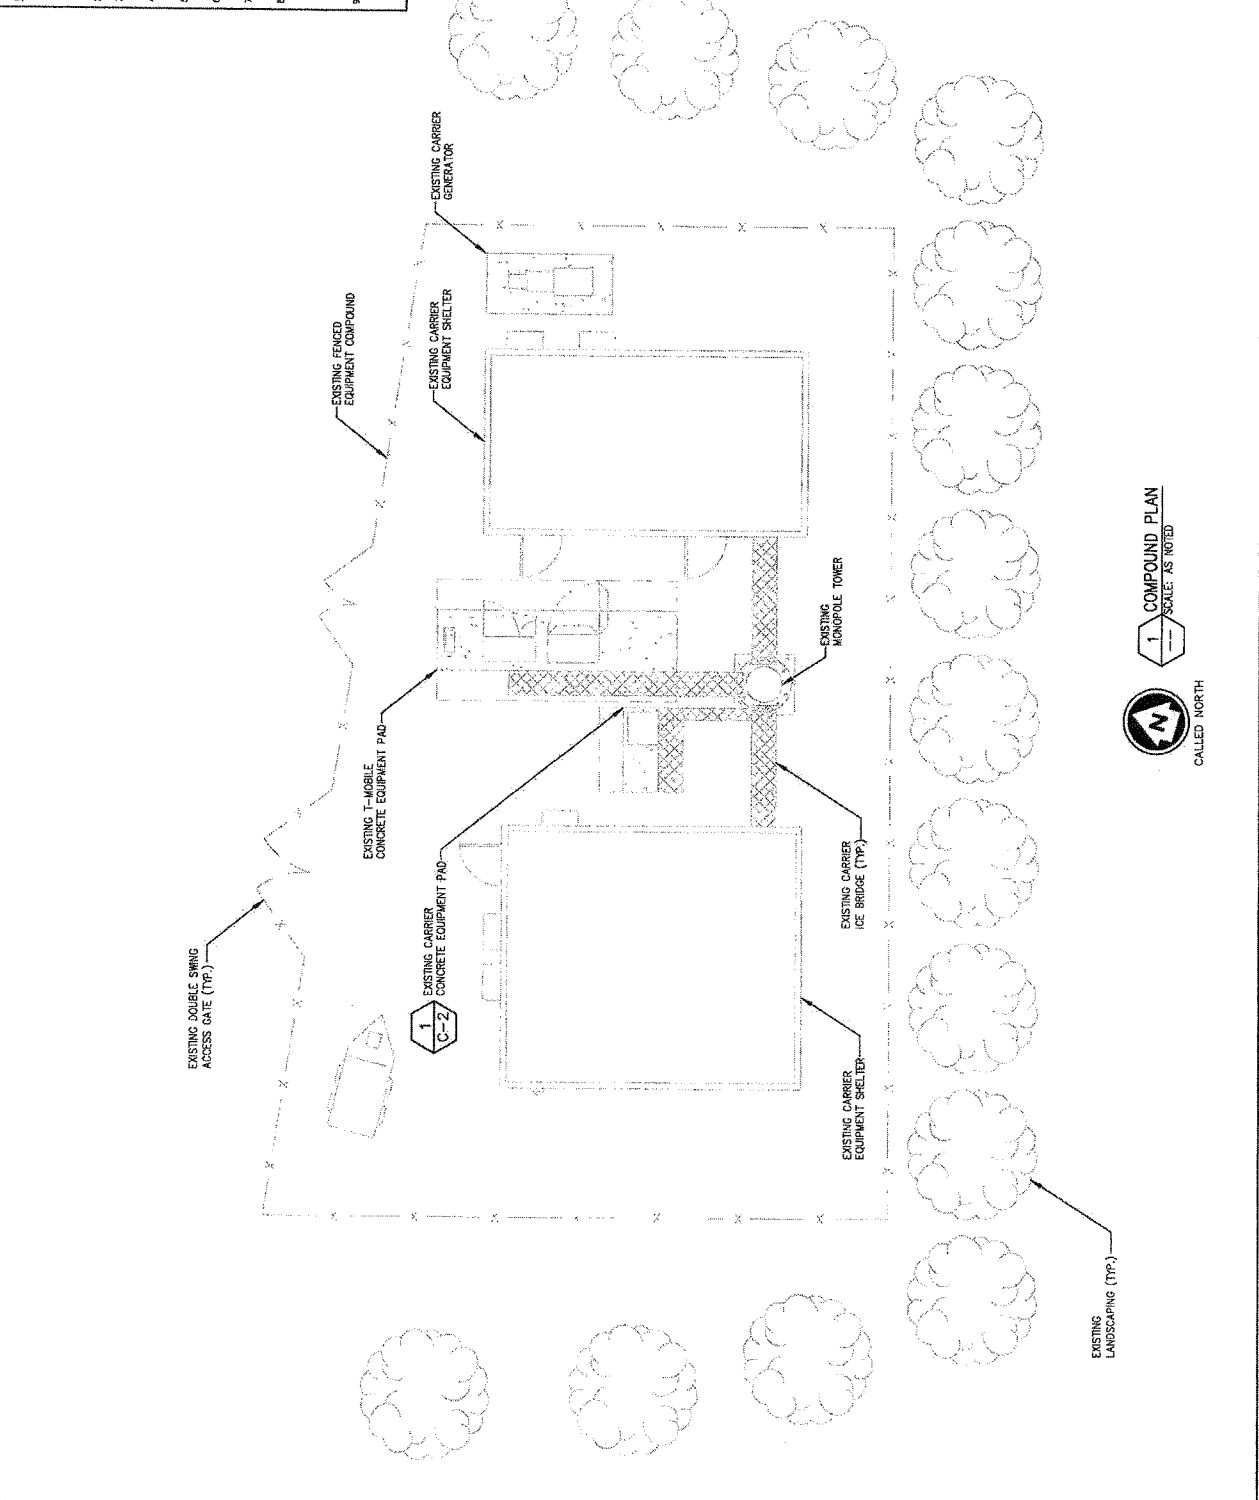 EXISTING DOUBLE SWING
ACCESS GATE (TYP.)
EXISTING FENCED
EQUIPMENT COMPOUND
EXISTING T-MOBILE
CONCRETE EQUIPMENT PAD
EXISTING CARRIER
GENERATOR
EXISTING CARRIER
EQUIPMENT SHELTER
1
C-2
EXISTING CARRIER
CONCRETE EQUIPMENT PAD
EXISTING
MONOPOLE TOWER
EXISTING CARRIER
ICE BRIDGE (TYP.)
EXISTING CARRIER
EQUIPMENT SHELTER
EXISTING
LANDSCAPING (TYP.)
N
CALLED NORTH
1
--
COMPOUND PLAN
SCALE: AS NOTED